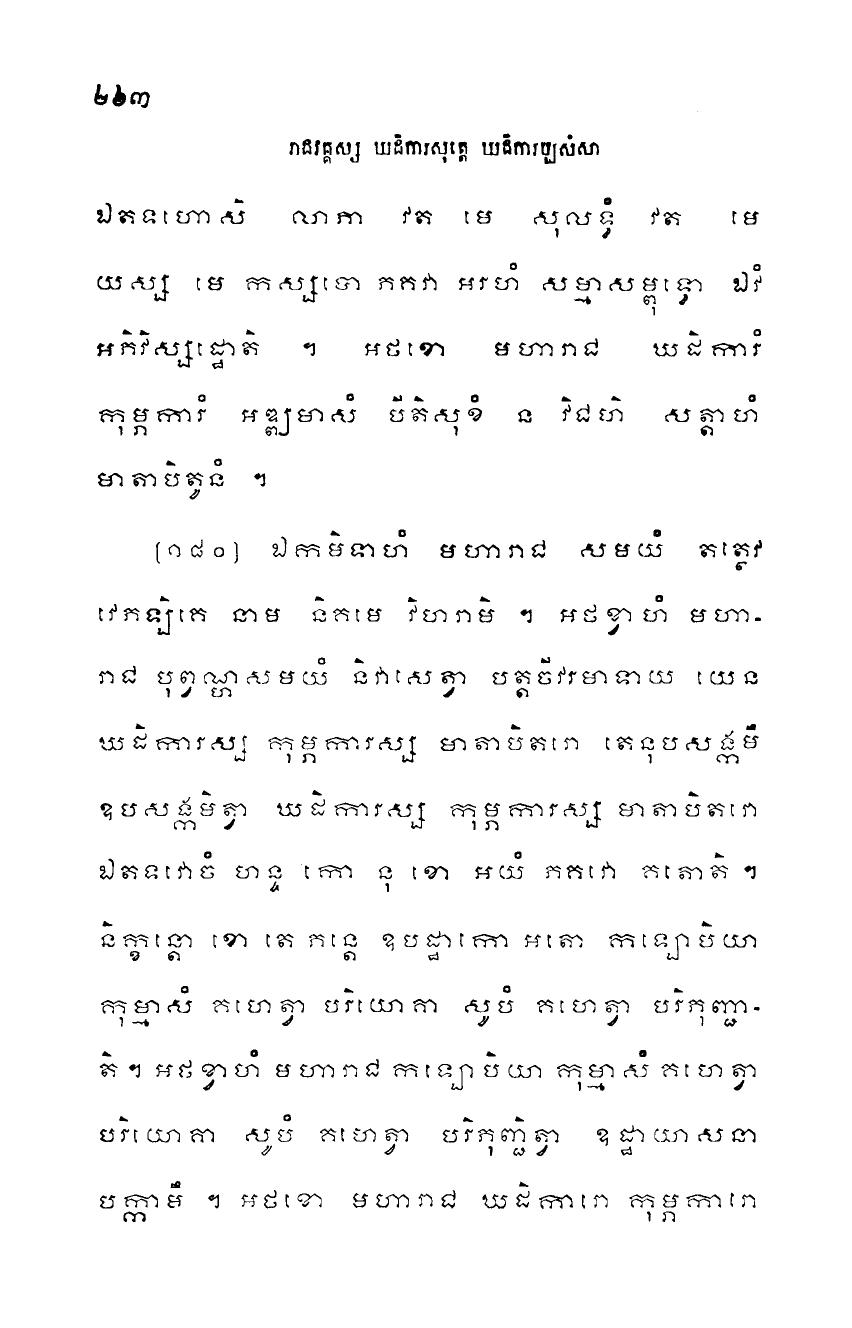 ២៦៣
រាជវគ្គស្ស ឃដិការសុត្តេ ឃដិការព្បសំសា
ឯតទហោសិ លាភា វត មេ សុលទ្ធំ វត មេ
យស្ស មេ កស្សបោ ភគវា អរហំ សម្មាសម្ពុទ្ធោ ឯវំ
អភិវិស្សដ្ឋោតិ ។ អថខោ មហារាជ ឃដិការំ
កុម្ភការំ អឌ្ឍមាសំ បីតិសុខំ ន វិជហិ សត្តាហំ
មាតាបិតូនំ ។
[១៨០] ឯកមិទាហំ មហារាជ សមយំ តត្ថេវ
វេភឡិគេ នាម និគមេ វិហរាមិ ។ អថខ្វាហំ មហា-
រាជ បុព្វណ្ហសមយំ និវាសេត្វា បត្តចីវរមាទាយ យេន
ឃដិការស្ស កុម្ភការស្ស មាតាបិតរោ តេនុបសង្កមឹ
ឧបសង្កមិត្វា ឃដិការស្ស កុម្ភការស្ស មាតាបិតរោ
ឯតទវោចំ ហន្ទ កោ នុ ខោ អយំ ភគវោ គតោតិ ។
និក្ខន្តោ ខោ តេ ភន្តេ ឧបដ្ឋាកោ អតោ កឡោបិយា
កុម្មាសំ គហេត្វា បរិយោគា សូបំ គហេត្វា បរិភុញ្ជា-
តិ ។ អថខ្វាហំ មហារាជ កឡោបិយា កុម្មាសំ គហេត្វា
បរិយោគា សូបំ គហេត្វា បរិភុញ្ជិត្វា ឧដ្ឋាយាសនា
បក្កាមឹ ។ អថខោ មហារាជ ឃដិការោ កុម្ភការោ